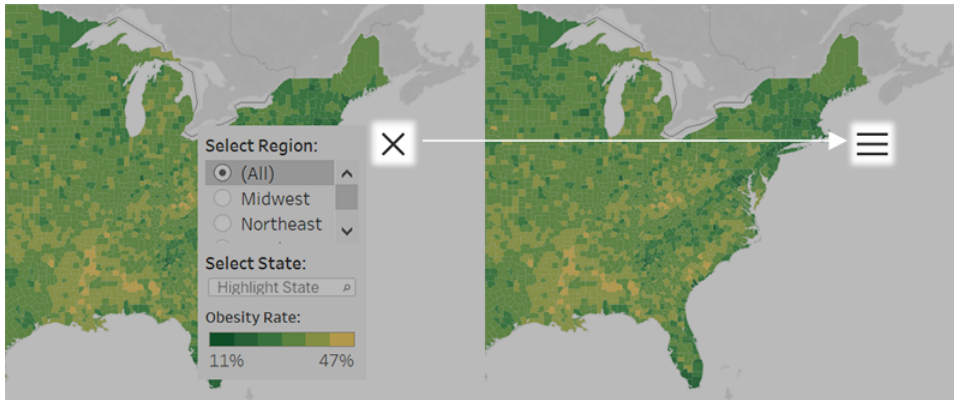 Select Region:
(All)
Midwest
Northeast
Select State:
Highlight State
Obesity Rate:
11% 47%